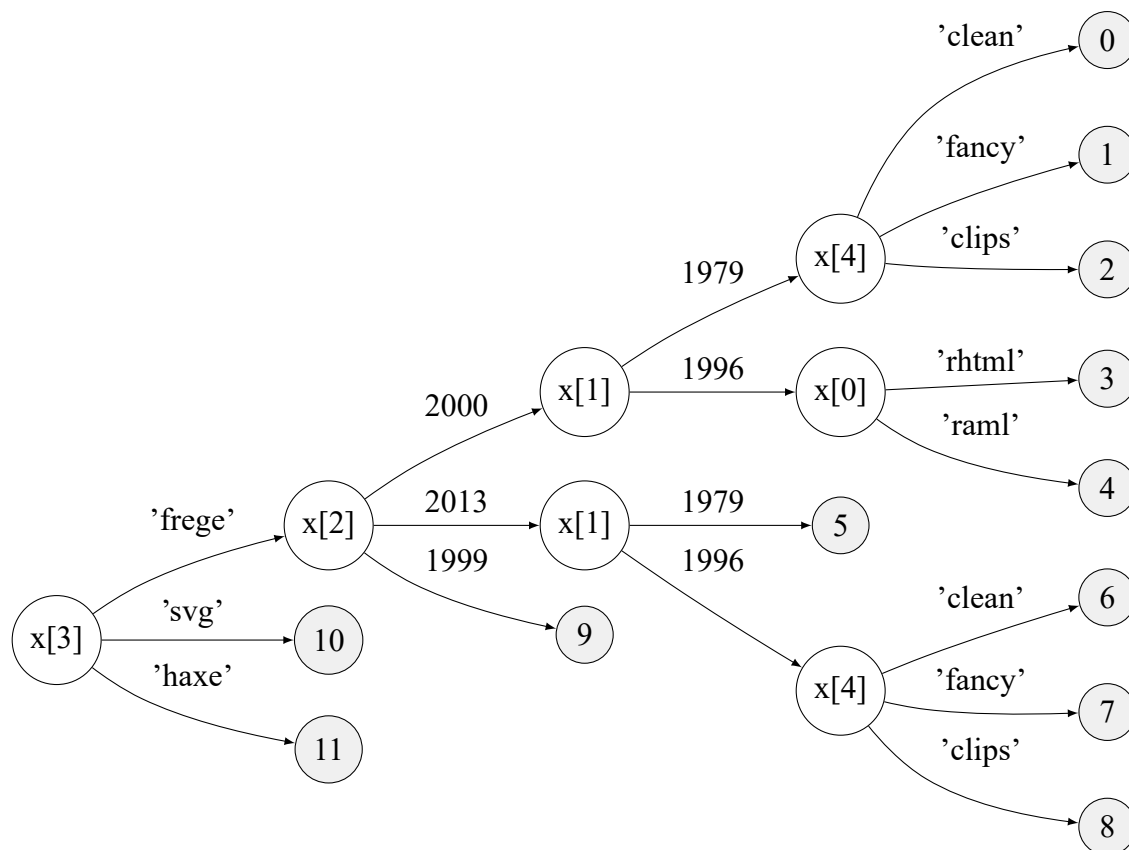 ’clean’
0
’fancy’
1
’clips’
2
x[4]
1979
1996
x[1]
x[0]
’rhtml’
3
’raml’
4
2000
2013
1999
’frege’
x[2]
x[1]
1979
5
1996
’svg’
x[3]
10
’haxe’
11
9
’clean’
6
x[4]
’fancy’
7
’clips’
8